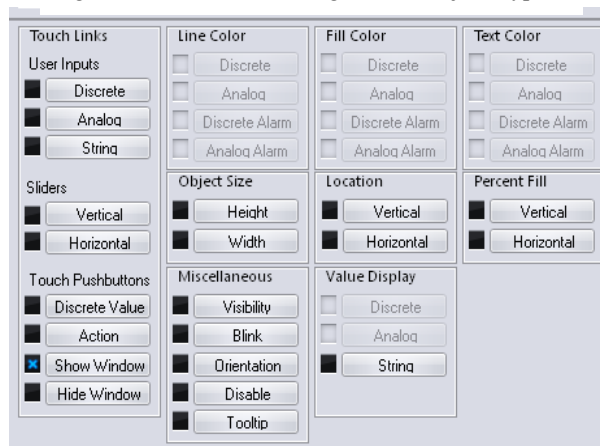 Touch Links
User Inputs
Discrete
Analog
String
Sliders
Vertical
Horizontal
Touch Pushbuttons
Discrete Value
Action
Show Window
Hide Window
Line Color
Discrete
Analog
Discrete Alarm
Analog Alarm
Fill Color
Discrete
Analog
Discrete Alarm
Analog Alarm
Text Color
Discrete
Analog
Discrete Alarm
Analog Alarm
Object Size
Height
Width
Location
Vertical
Horizontal
Percent Fill
Vertical
Horizontal
Miscellaneous
Visibility
Blink
Orientation
Disable
Tooltip
Value Display
Discrete
Analog
String